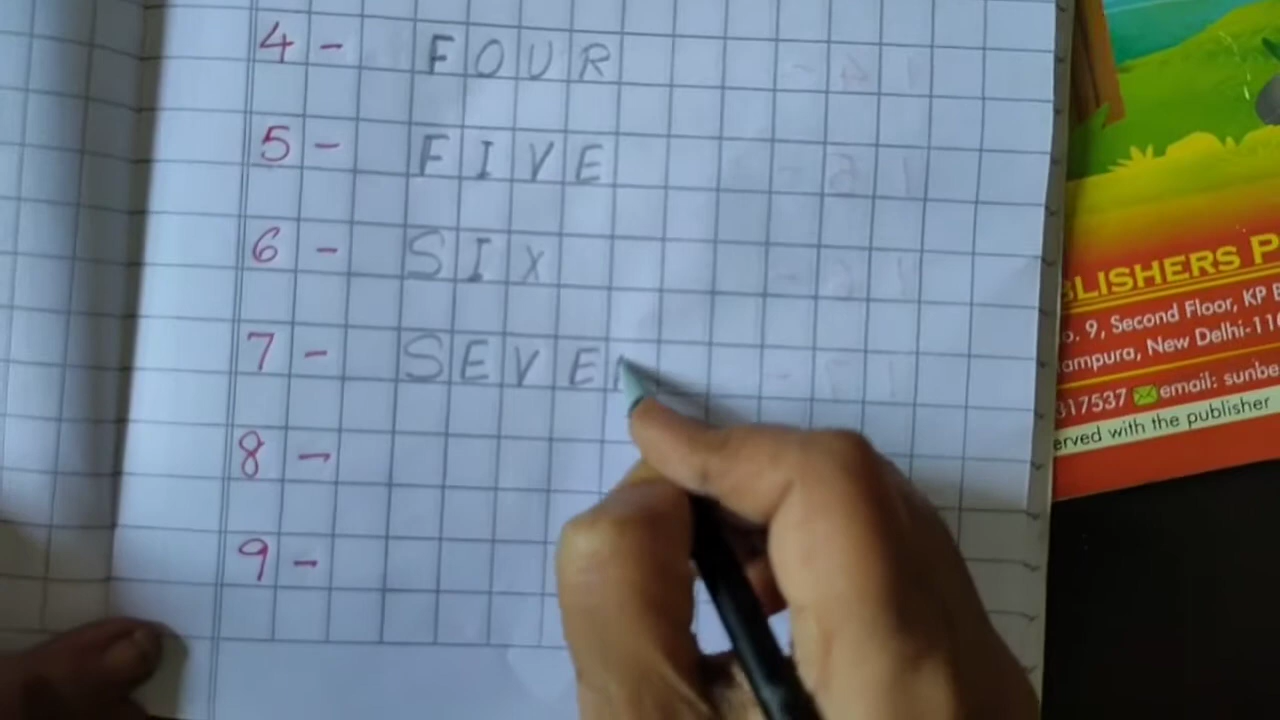 4 - FOUR
5 - FIVE
6 - SIX
7 - SEVE
8 -
9 -
BLISHERS P
o. 9, Second Floor, KP
ampura, New Delhi-11
317537 email: sunbe
erved with the publisher